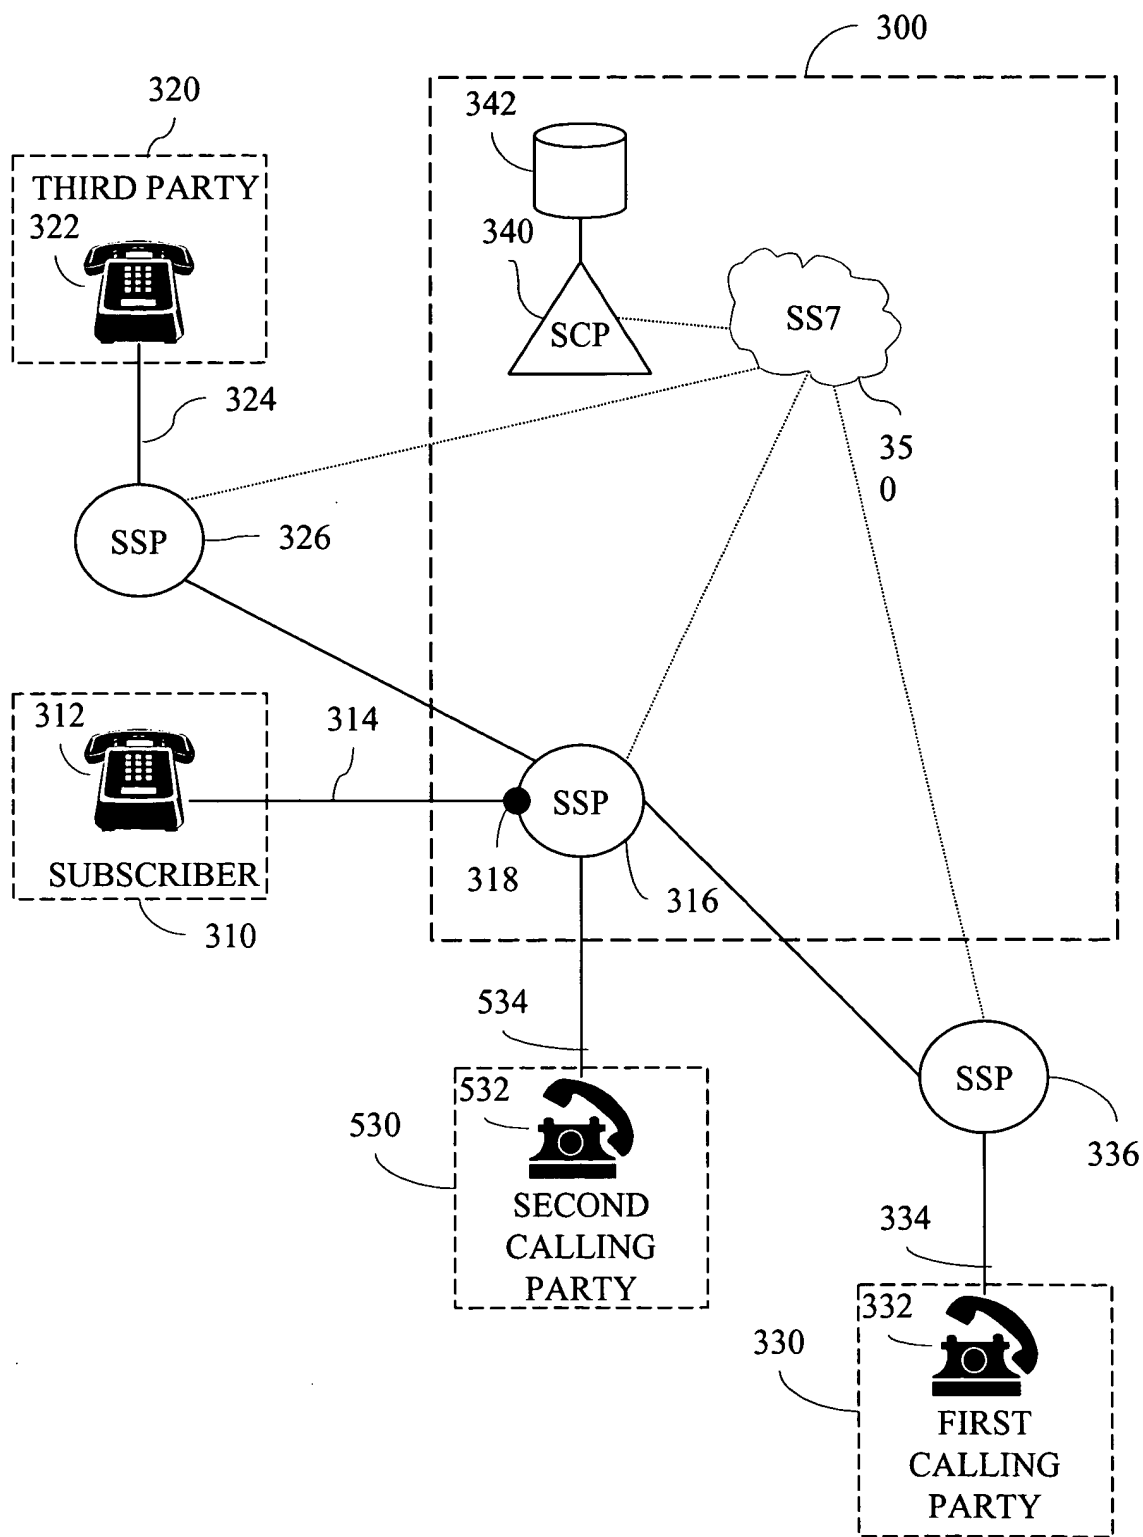 300
320
342
THIRD PARTY
322
340
SCP
SS7
324
35
0
SSP
326
312
314
SSP
318
316
SUBSCRIBER
310
534
532
530
SSP
336
SECOND
CALLING
PARTY
334
332
330
FIRST
CALLING
PARTY